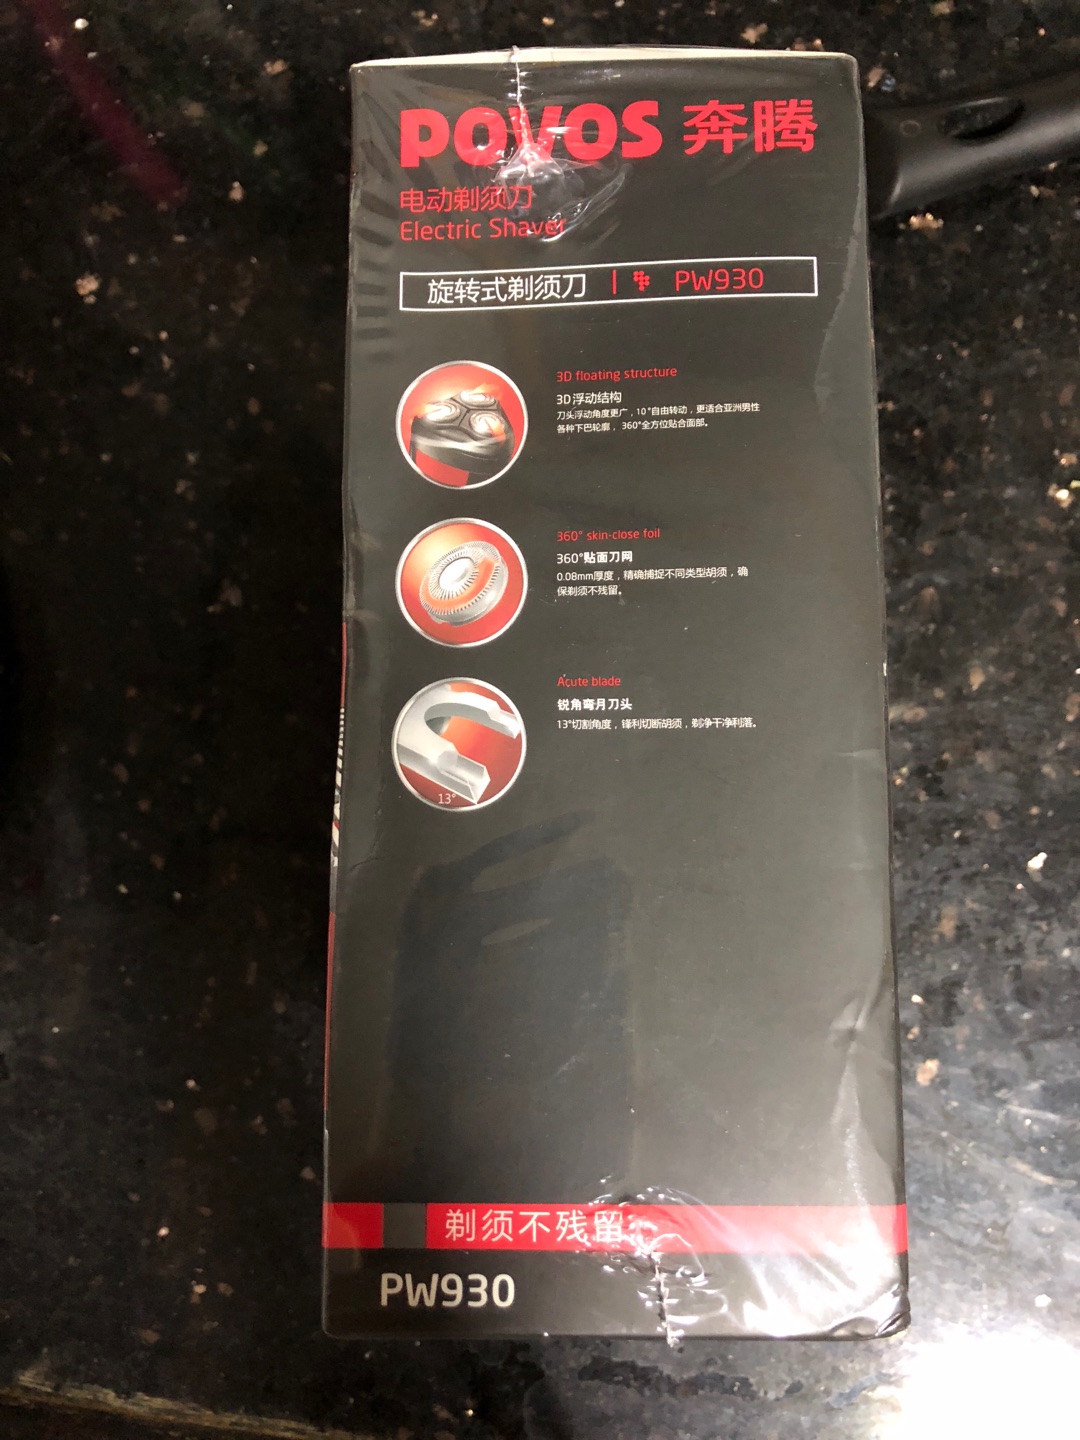 POVOS 奔腾
电动剃须刀
Electric Shaver
旋转式剃须刀 | PW930
3D floating structure
3D浮动结构
刀头浮动角度更广，10°自由转动，更适合亚洲男性
各种下巴轮廓，360°全方位贴合面部。
360° skin-close foil
360°贴面刀网
0.08mm厚度，精确捕捉不同类型胡须，确
保剃须不残留。
Acute blade
锐角弯月刀头
13°切割角度，锋利切断胡须，剃净干净利落。
13°
剃须不残留
PW930